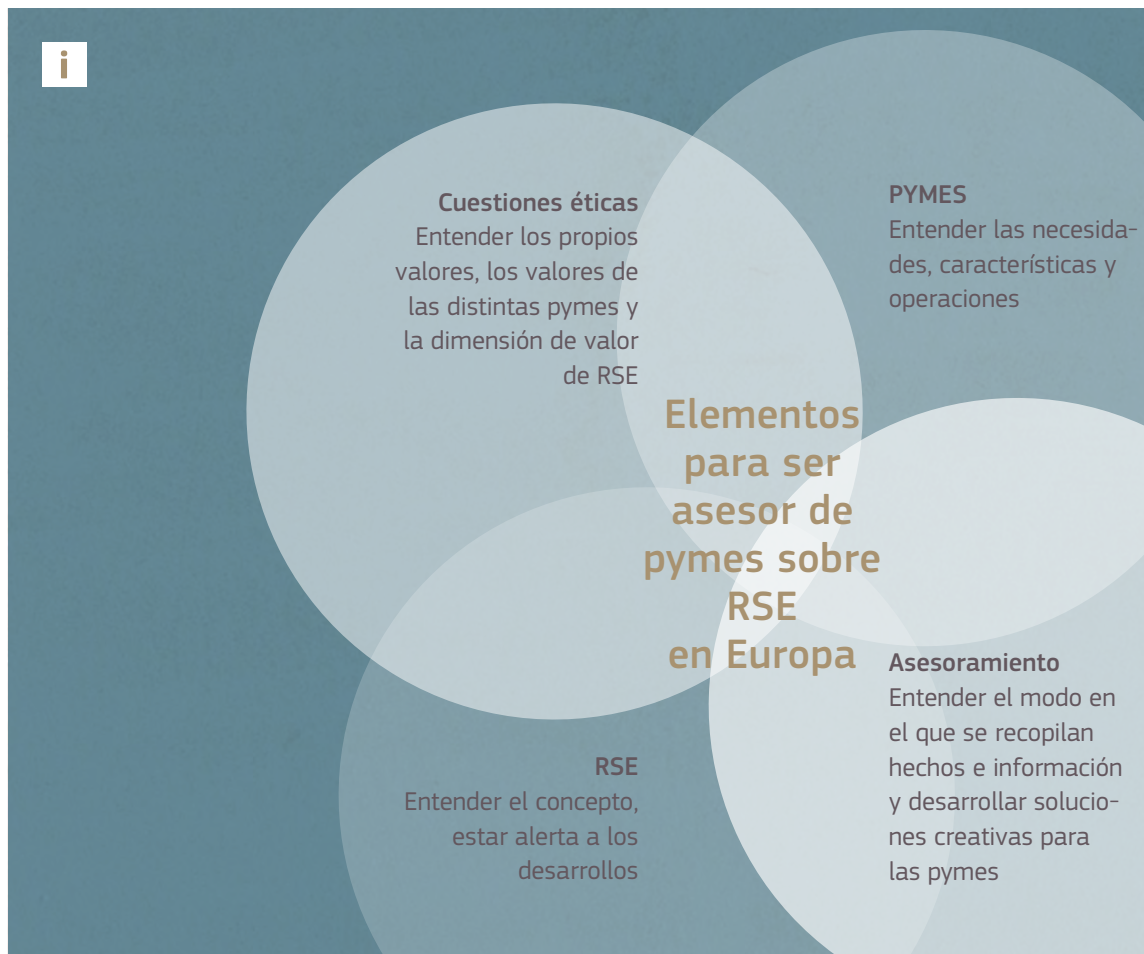 i
Cuestiones éticas
Entender los propios
valores, los valores de
las distintas pymes y
la dimensión de valor
de RSE
PYMES
Entender las necesida-
des, características y
operaciones
Elementos
para ser
asesor de
pymes sobre
RSE
en Europa
RSE
Entender el concepto,
estar alerta a los
desarrollos
Asesoramiento
Entender el modo en
el que se recopilan
hechos e información
y desarrollar solucio-
nes creativas para
las pymes